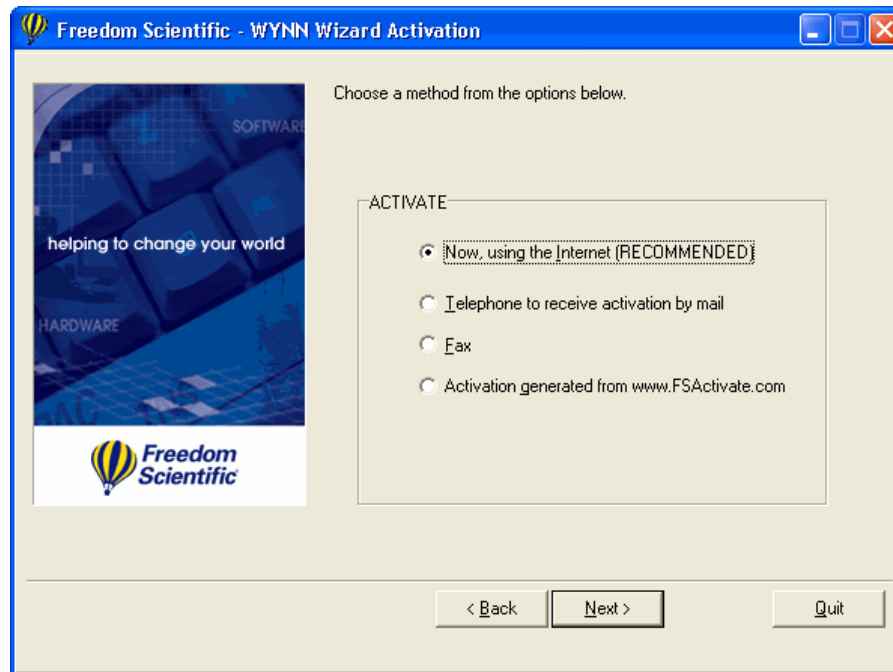 Freedom Scientific - WYNN Wizard Activation
Choose a method from the options below.
SOFTWARE
helping to change your world
HARDWARE
Freedom
Scientific
ACTIVATE
Now, using the Internet (RECOMMENDED)
Telephone to receive activation by mail
Fax
Activation generated from www.FSActivate.com
< Back
Next >
Quit